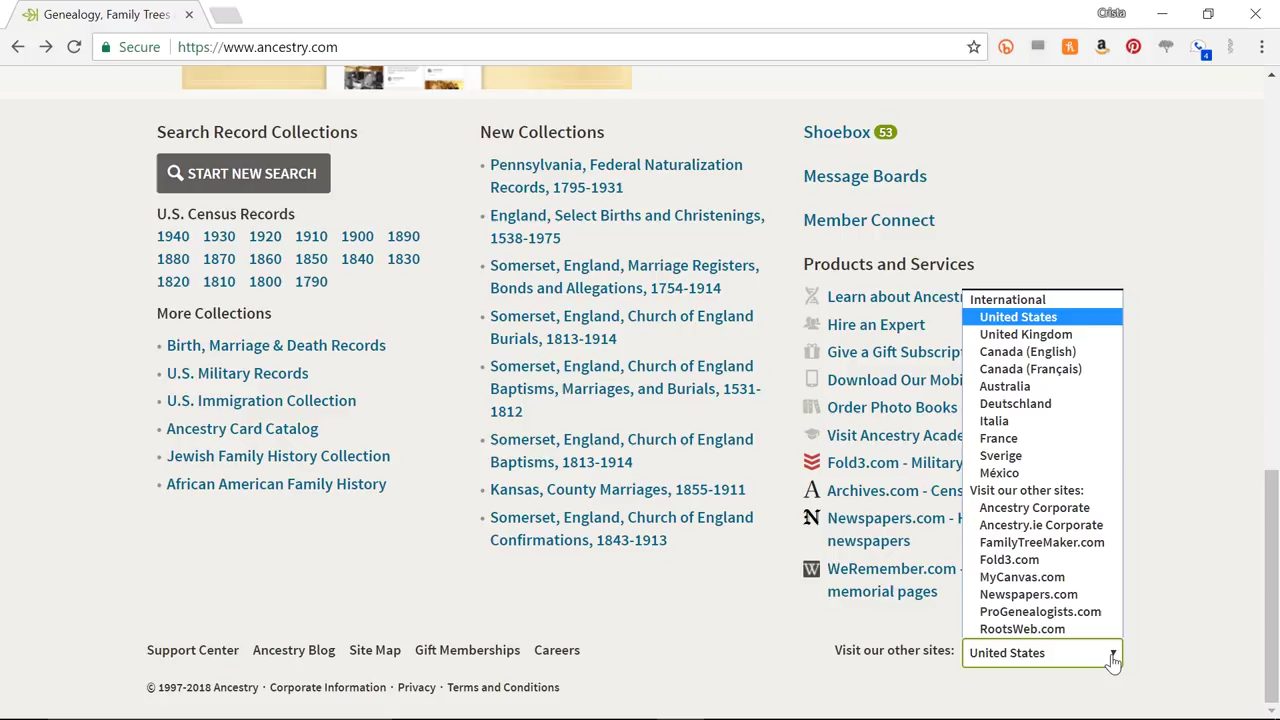 Genealogy, Family Trees
Crista
Secure
https://www.ancestry.com
4
Search Record Collections
START NEW SEARCH
U.S. Census Records
1940 1930 1920 1910 1900 1890
1880 1870 1860 1850 1840 1830
1820 1810 1800 1790
More Collections
• Birth, Marriage & Death Records
• U.S. Military Records
• U.S. Immigration Collection
• Ancestry Card Catalog
• Jewish Family History Collection
• African American Family History
New Collections
• Pennsylvania, Federal Naturalization
Records, 1795-1931
• England, Select Births and Christenings,
1538-1975
• Somerset, England, Marriage Registers,
Bonds and Allegations, 1754-1914
• Somerset, England, Church of England
Burials, 1813-1914
• Somerset, England, Church of England
Baptisms, Marriages, and Burials, 1531-
1812
• Somerset, England, Church of England
Baptisms, 1813-1914
• Kansas, County Marriages, 1855-1911
• Somerset, England, Church of England
Confirmations, 1843-1913
Shoebox 53
Message Boards
Member Connect
Products and Services
Learn about Ancestr
Hire an Expert
Give a Gift Subscrip
Download Our Mobi
Order Photo Books
Visit Ancestry Acade
Fold3.com - Military
Archives.com - Cens
Newspapers.com - H
newspapers
WeRemember.com -
memorial pages
International
United States
United Kingdom
Canada (English)
Canada (Français)
Australia
Deutschland
Italia
France
Sverige
México
Visit our other sites:
Ancestry Corporate
Ancestry.ie Corporate
FamilyTreeMaker.com
Fold3.com
MyCanvas.com
Newspapers.com
ProGenealogists.com
RootsWeb.com
Support Center Ancestry Blog Site Map Gift Memberships Careers
Visit our other sites: United States
© 1997-2018 Ancestry · Corporate Information · Privacy · Terms and Conditions